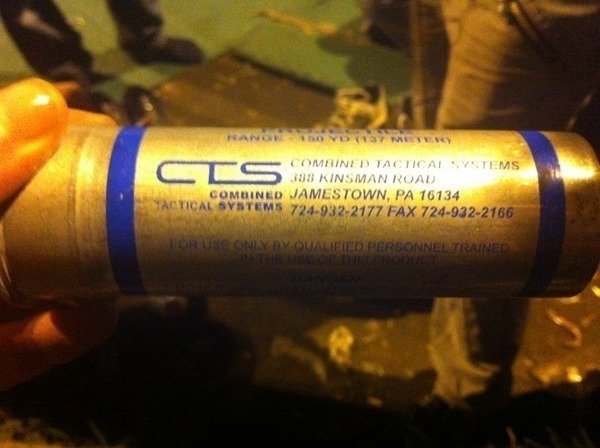 PROJECTILE
RANGE - 150 YD (137 METER)
CTS
COMBINED
TACTICAL SYSTEMS
COMBINED TACTICAL SYSTEMS
388 KINSMAN ROAD
JAMESTOWN, PA 16134
724-932-2177 FAX 724-932-2166
FOR USE ONLY BY QUALIFIED PERSONNEL TRAINED
IN THE USE OF THIS PRODUCT.
DANGER